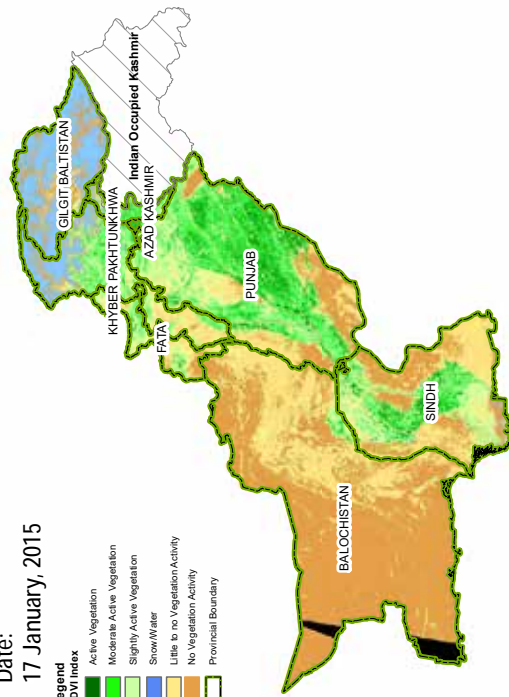 Date:
17 January, 2015
egend
DVI Index
Active Vegetation
Moderate Active Vegetation
Slightly Active Vegetation
Snow/Water
Little to no Vegetation Activity
No Vegetation Activity
Provincial Boundary
GILGIT BALTISTAN
KHYBER PAKHTUNKHWA
Indian Occupied Kashmir
AZAD KASHMIR
FATA
PUNJAB
BALOCHISTAN
SINDH